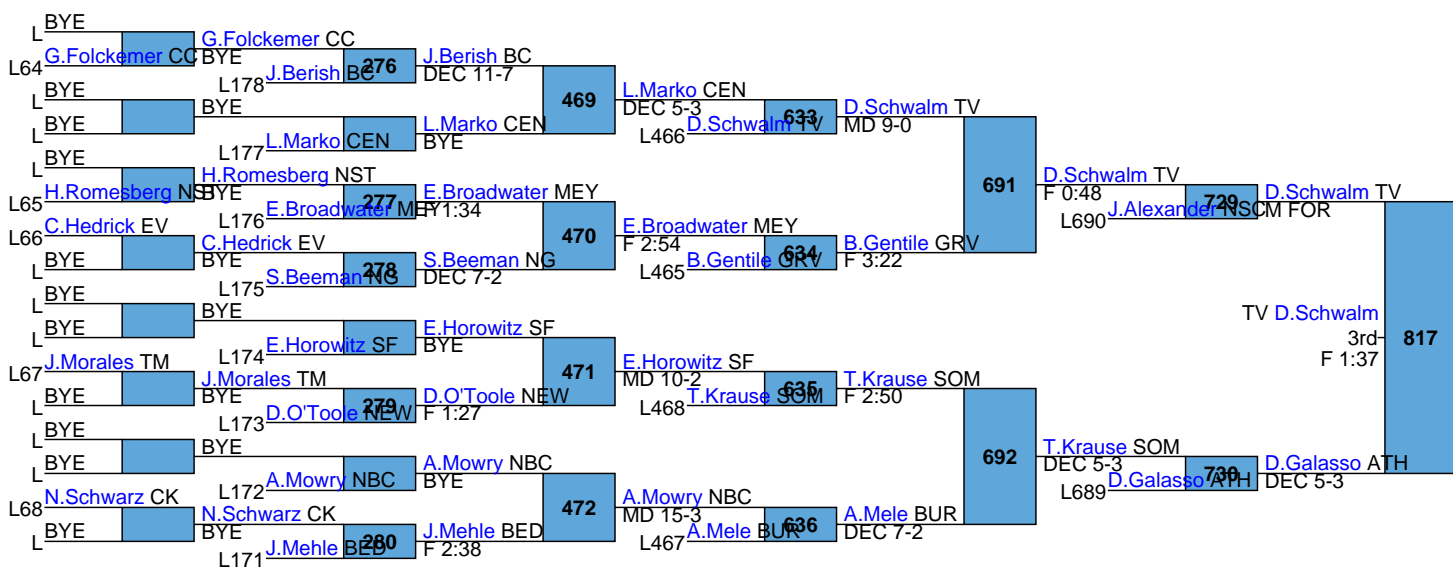 BYE
L
G.Folckemer CC
L64
G.Folckemer CC
BYE
J.Berish BC
L178
276
J.Berish BC
DEC 11-7
BYE
L
BYE
L
BYE
L.Marko CEN
L177
L.Marko CEN
BYE
469
L.Marko CEN
DEC 5-3
D.Schwalm TV
L466
633
D.Schwalm TV
MD 9-0
BYE
L
H.Romesberg NST
L65
H.Romesberg NST
BYE
E.Broadwater MEY
L176
277
E.Broadwater MEY
F 1:34
C.Hedrick EV
L66
BYE
L
C.Hedrick EV
BYE
S.Beeman NG
L175
278
S.Beeman NG
DEC 7-2
470
E.Broadwater MEY
F 2:54
B.Gentile GRV
L465
634
B.Gentile GRV
F 3:22
691
D.Schwalm TV
F 0:48
J.Alexander NSCM
L690
729
D.Schwalm TV
FOR
BYE
L
BYE
L
BYE
E.Horowitz SF
L174
E.Horowitz SF
BYE
J.Morales TM
L67
BYE
L
J.Morales TM
BYE
D.O'Toole NEW
L173
279
D.O'Toole NEW
F 1:27
471
E.Horowitz SF
MD 10-2
T.Krause SOM
L468
635
T.Krause SOM
F 2:50
BYE
L
BYE
L
BYE
A.Mowry NBC
L172
A.Mowry NBC
BYE
N.Schwarz CK
L68
BYE
L
N.Schwarz CK
BYE
J.Mehle BED
L171
280
J.Mehle BED
F 2:38
472
A.Mowry NBC
MD 15-3
A.Mele BUR
L467
636
A.Mele BUR
DEC 7-2
692
T.Krause SOM
DEC 5-3
D.Galasso ATH
L689
730
D.Galasso ATH
DEC 5-3
TV D.Schwalm
3rd
F 1:37
817